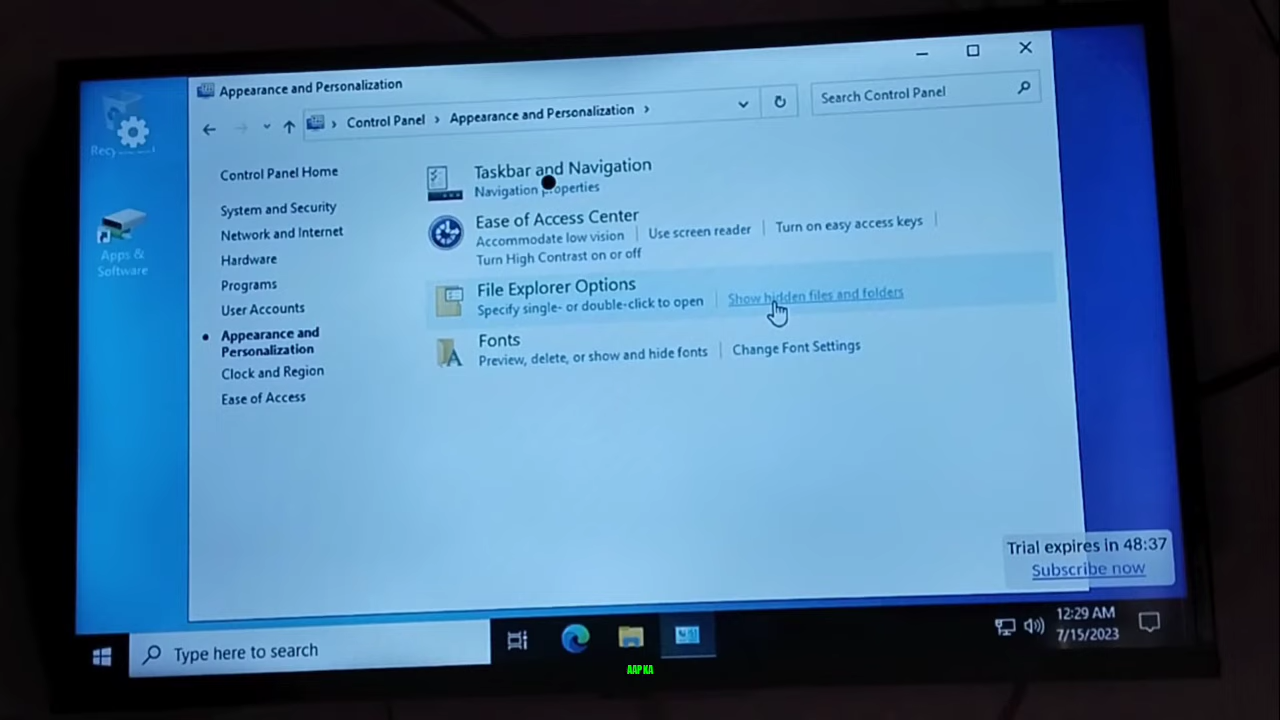 Appearance and Personalization
Control Panel
Appearance and Personalization
Search Control Panel
Control Panel Home
System and Security
Network and Internet
Hardware
Programs
User Accounts
Appearance and
Personalization
Clock and Region
Ease of Access
Taskbar and Navigation
Navigation properties
Ease of Access Center
Accommodate low vision
Use screen reader
Turn on easy access keys
Turn High Contrast on or off
File Explorer Options
Specify single- or double-click to open
Show hidden files and folders
Fonts
Preview, delete, or show and hide fonts
Change Font Settings
Apps &
Software
Trial expires in 48:37
Subscribe now
Type here to search
12:29 AM
7/15/2023
AAPKA